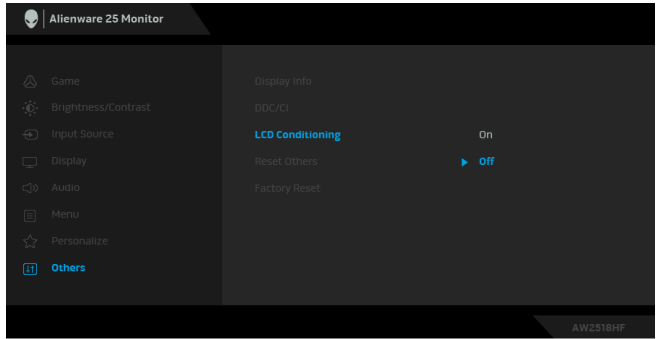 Alienware 25 Monitor
Game
Display Info
Brightness/Contrast
DDC/CI
Input Source
LCD Conditioning
On
Display
Reset Others
Off
Audio
Factory Reset
Menu
Personalize
Others
AW2518HF